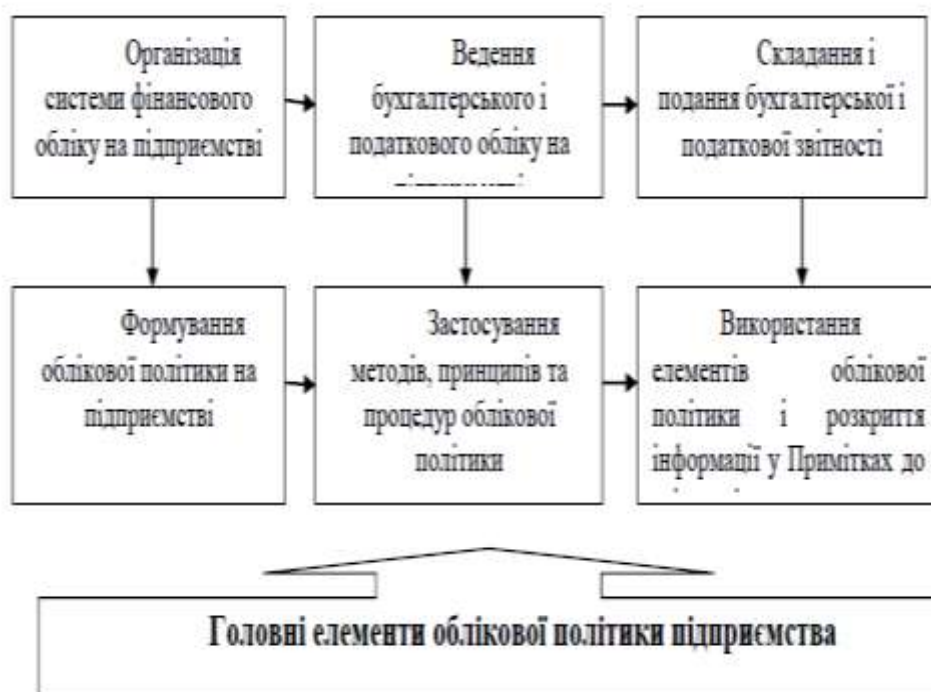 Організація
системи фінансового
обліку на підприємстві
Ведення
бухгалтерського і
податкового обліку на
Складання і
подання бухгалтерської і
податкової звітності
Формування
облікової політики на
підприємстві
Застосування
методів, принципів та
процедур облікової
політики
Використання
елементів облікової
політики і розкриття
інформації у Примітках до
Головні елементи облікової політики підприємства